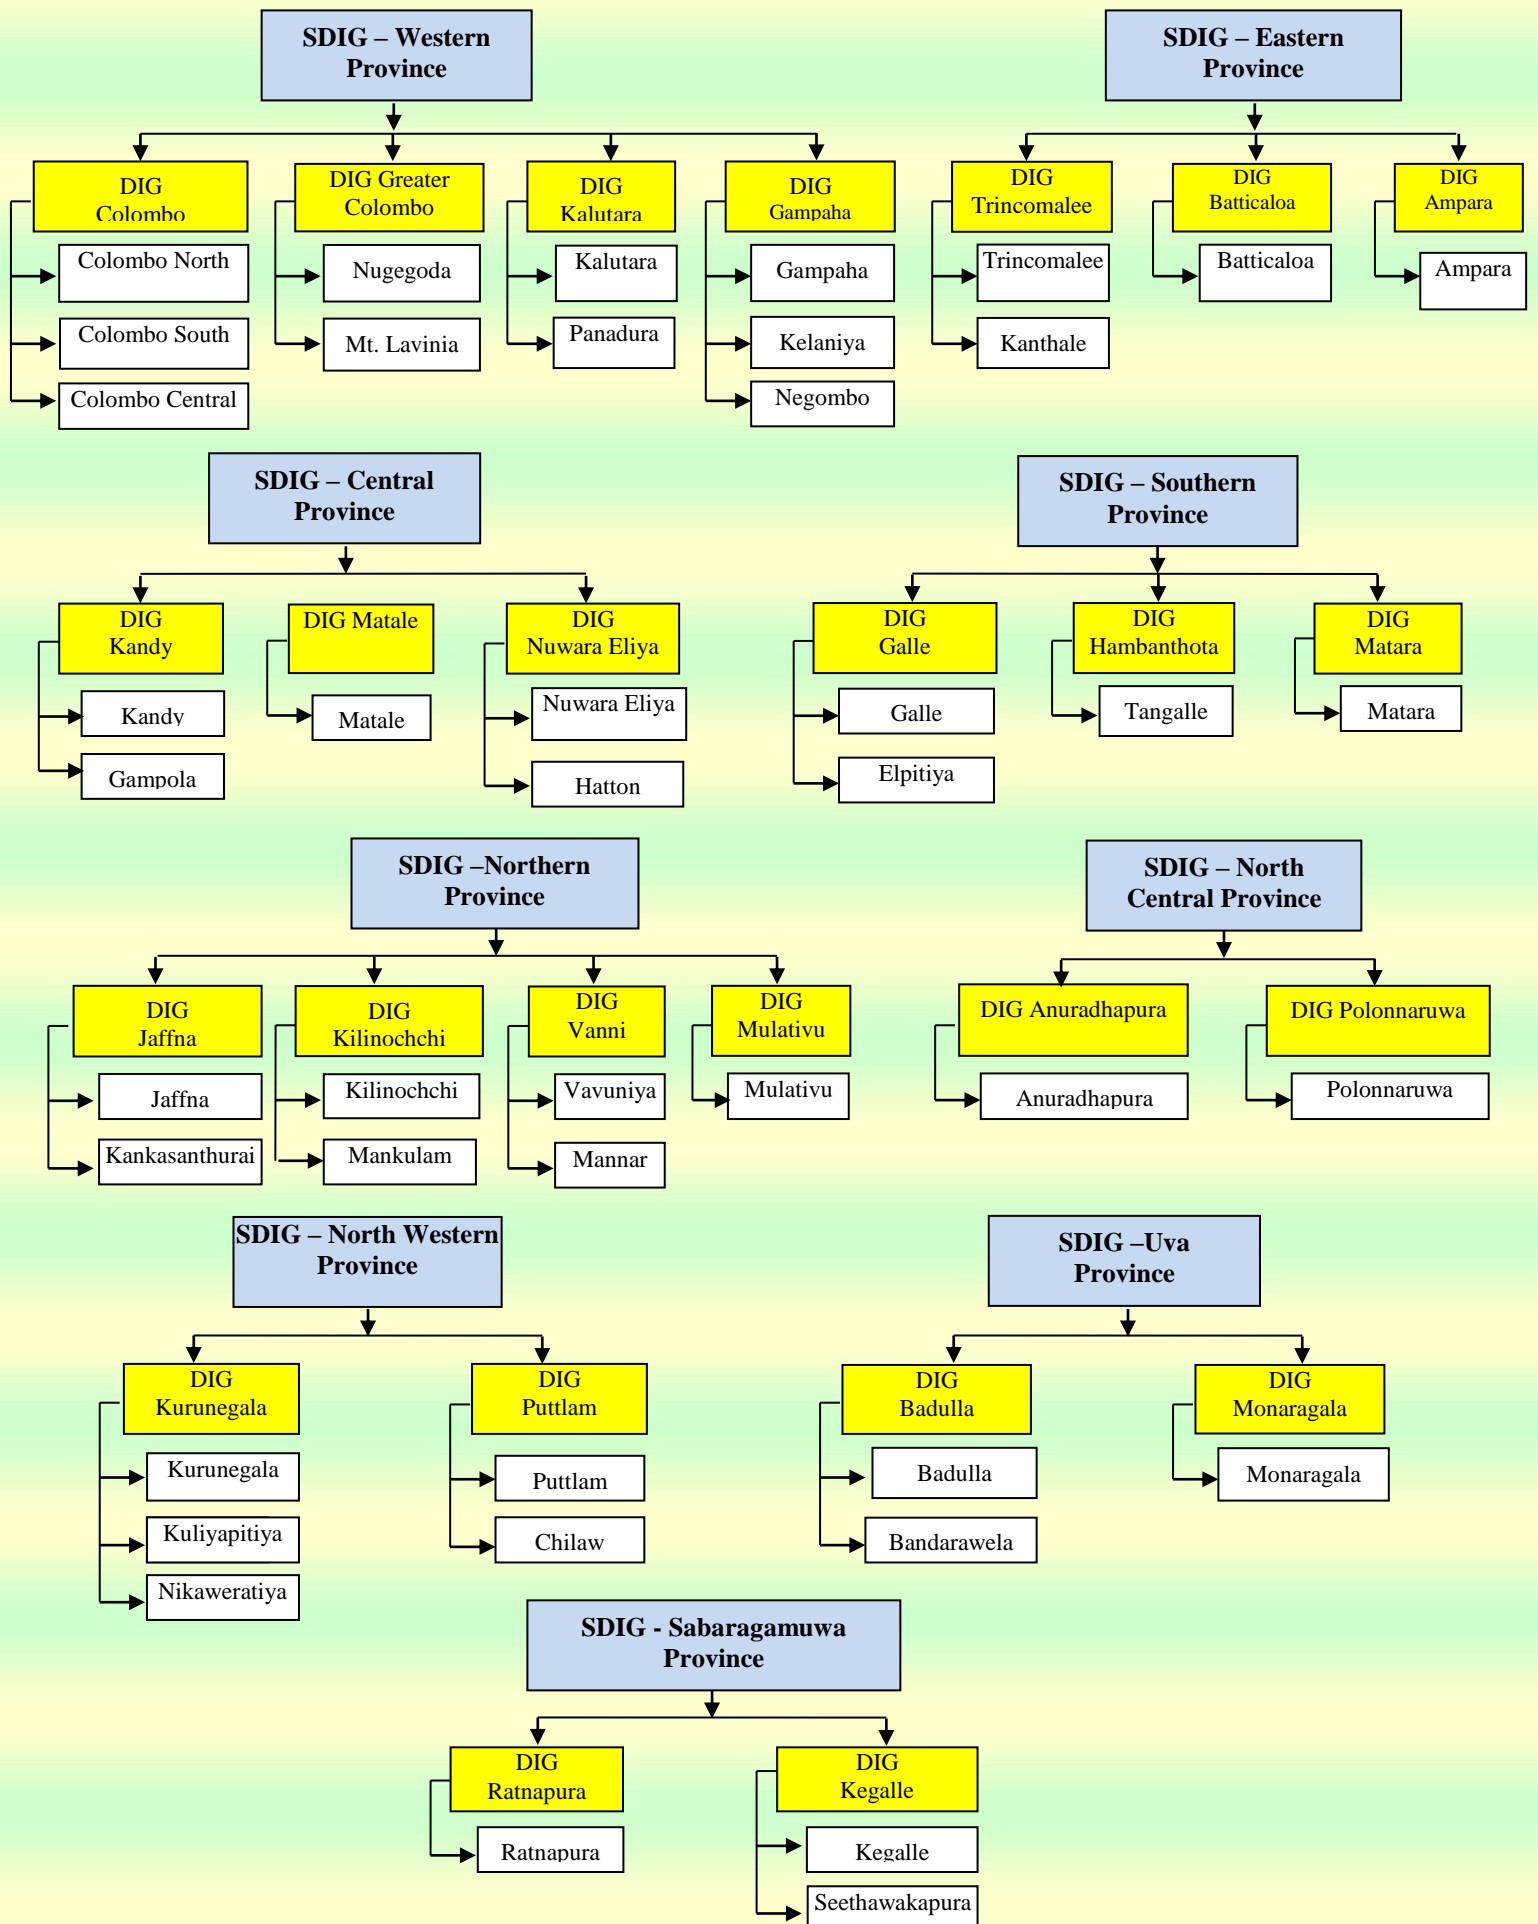 SDIG – Western
Province
DIG
Colombo
Colombo North
Colombo South
Colombo Central
DIG Greater
Colombo
Nugegoda
Mt. Lavinia
DIG
Kalutara
Kalutara
Panadura
DIG
Gampaha
Gampaha
Kelaniya
Negombo
SDIG – Eastern
Province
DIG
Trincomalee
Trincomalee
Kanthale
DIG
Batticaloa
Batticaloa
DIG
Ampara
Ampara
SDIG – Central
Province
DIG
Kandy
Kandy
Gampola
DIG Matale
Matale
DIG
Nuwara Eliya
Nuwara Eliya
Hatton
SDIG – Southern
Province
DIG
Galle
Galle
Elpitiya
DIG
Hambanthota
Tangalle
DIG
Matara
Matara
SDIG –Northern
Province
DIG
Jaffna
Jaffna
Kankasanthurai
DIG
Kilinochchi
Kilinochchi
Mankulam
DIG
Vanni
Vavuniya
Mannar
DIG
Mulativu
Mulativu
SDIG – North
Central Province
DIG Anuradhapura
Anuradhapura
DIG Polonnaruwa
Polonnaruwa
SDIG – North Western
Province
DIG
Kurunegala
Kurunegala
Kuliyapitiya
Nikaweratiya
DIG
Puttlam
Puttlam
Chilaw
SDIG –Uva
Province
DIG
Badulla
Badulla
Bandarawela
DIG
Monaragala
Monaragala
SDIG - Sabaragamuwa
Province
DIG
Ratnapura
Ratnapura
DIG
Kegalle
Kegalle
Seethawakapura